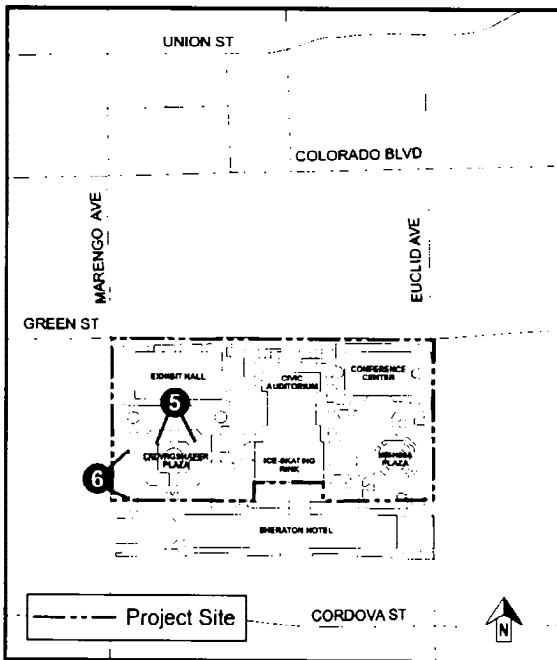 UNION ST
COLORADO BLVD
MARENGO AVE
EUCLID AVE
GREEN ST
EXHIBIT HALL
CIVIC
AUDITORIUM
CONFERENCE
CENTER
5
PLAZA
ICE-SKATING
RINK
PLAZA
6
SHERATON HOTEL
Project Site
CORDOVA ST
N